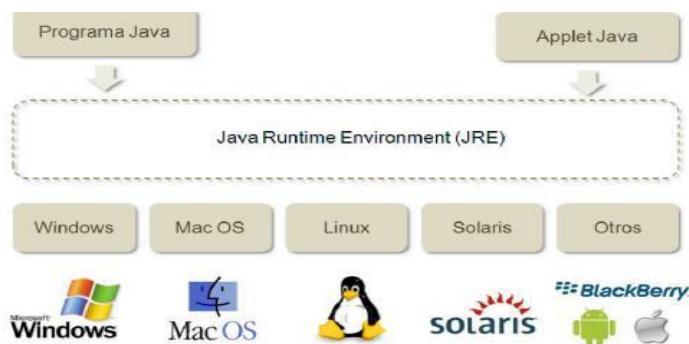 Programa Java
Applet Java
Java Runtime Environment (JRE)
Windows
Mac OS
Linux
Solaris
Otros
Microsoft
Windows
Mac OS
solaris
BlackBerry